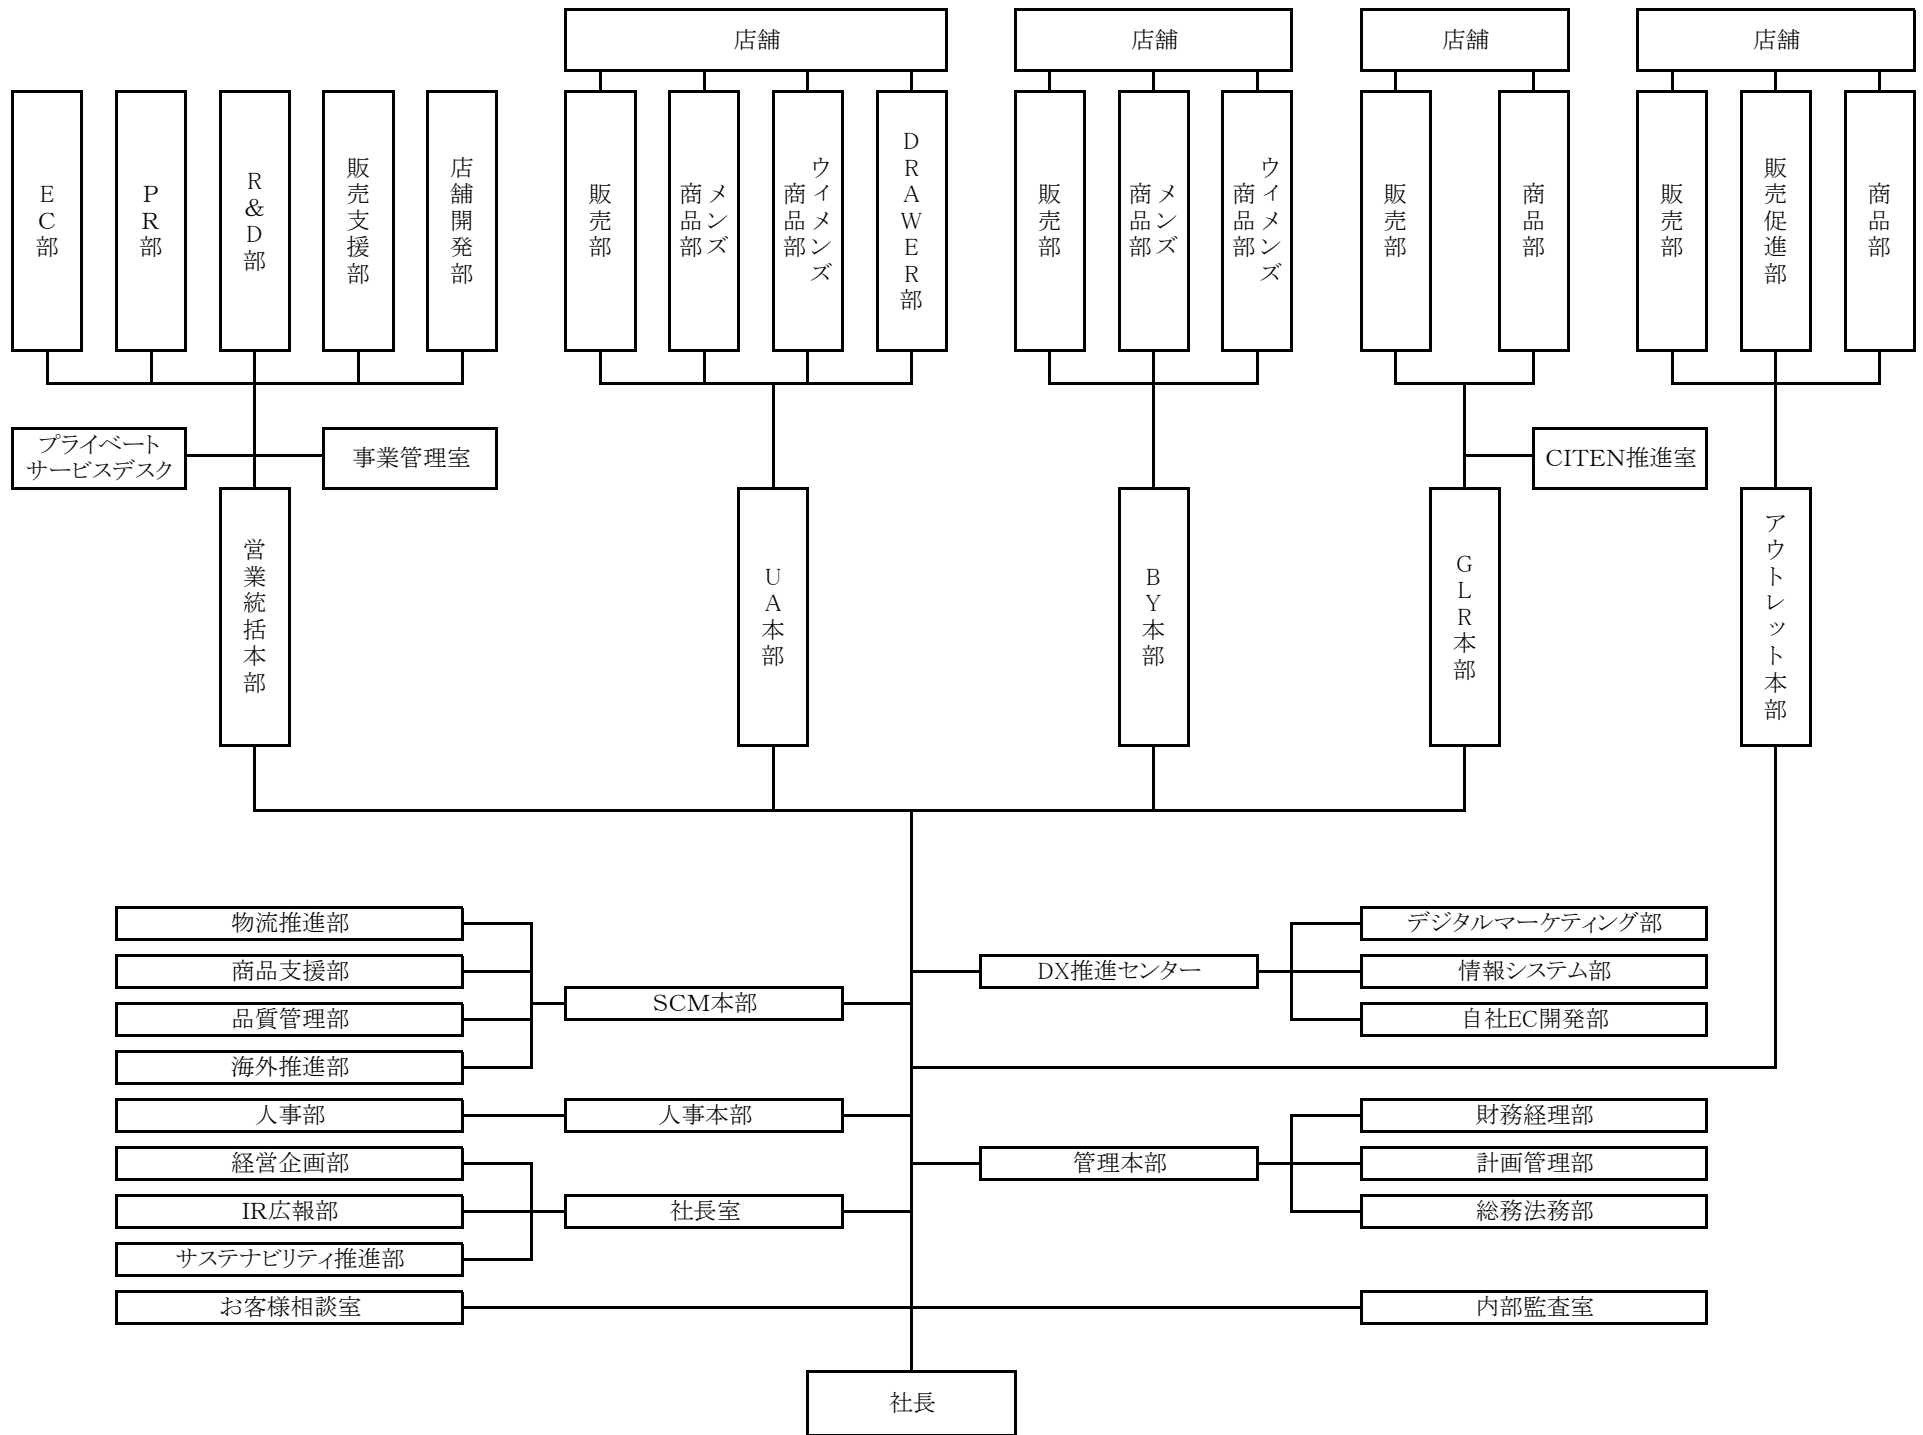 店舗
店舗
店舗
店舗
EC部
PR部
R&D部
販売支援部
店舗開発部
販売部
メンズ
商品部
ウィメンズ
商品部
DRAWER部
販売部
メンズ
商品部
ウィメンズ
商品部
販売部
商品部
販売部
販売促進部
商品部
プライベート
サービスデスク
事業管理室
CITEN推進室
営業統括本部
UA本部
BY本部
GLR本部
アウトレット本部
物流推進部
商品支援部
品質管理部
海外推進部
SCM本部
DX推進センター
デジタルマーケティング部
情報システム部
自社EC開発部
人事部
人事本部
経営企画部
IR広報部
サステナビリティ推進部
社長室
管理本部
財務経理部
計画管理部
総務法務部
お客様相談室
内部監査室
社長